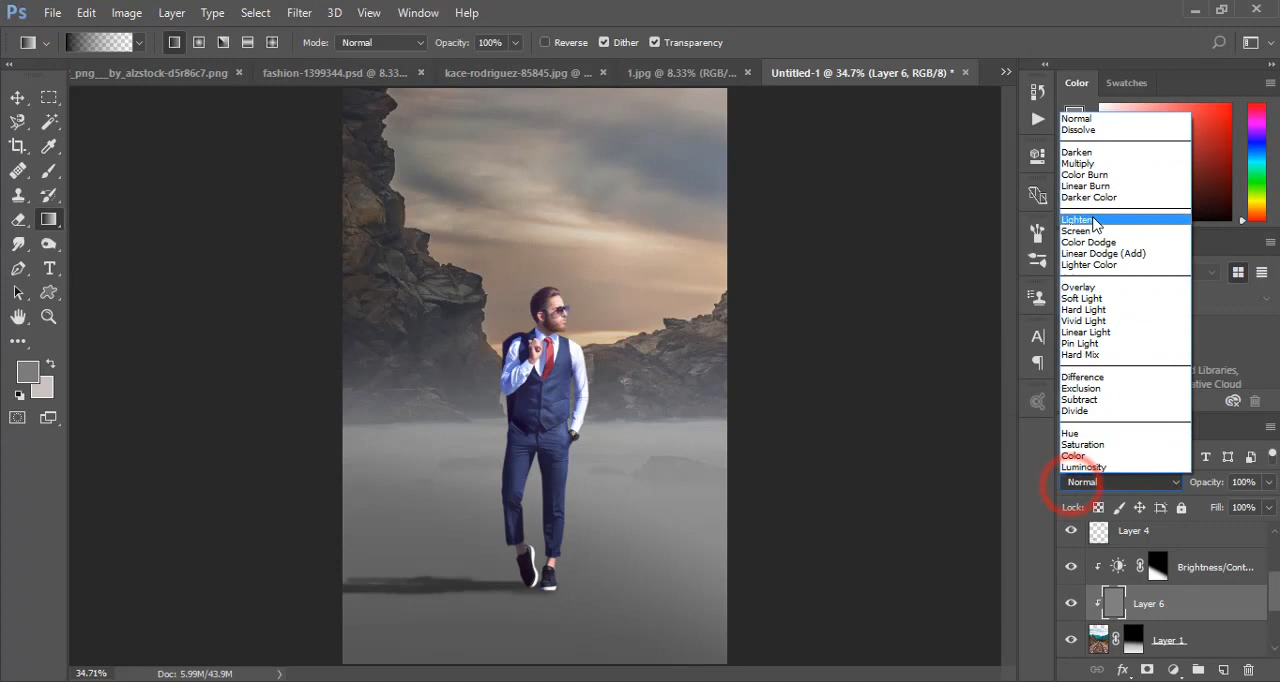 Ps File Edit Image Layer Type Select Filter 3D View Window Help
Mode: Normal Opacity: 100% Reverse Dither Transparency
_png___by_alzstock-d5r86c7.png × fashion-1399344.psd @ 8.33... × kace-rodriguez-85845.jpg @ ... × 1.jpg @ 8.33% (RGB/... × Untitled-1 @ 34.7% (Layer 6, RGB/8) * ×
Color Swatches
Normal
Dissolve
Darken
Multiply
Color Burn
Linear Burn
Darker Color
Lighten
Screen
Color Dodge
Linear Dodge (Add)
Lighter Color
Overlay
Soft Light
Hard Light
Vivid Light
Linear Light
Pin Light
Hard Mix
Difference
Exclusion
Subtract
Divide
Hue
Saturation
Color
Luminosity
d Libraries,
eative Cloud
Normal Opacity: 100%
Lock: Fill: 100%
Layer 4
Brightness/Cont...
Layer 6
Layer 1
34.71% Doc: 5.99M/43.9M